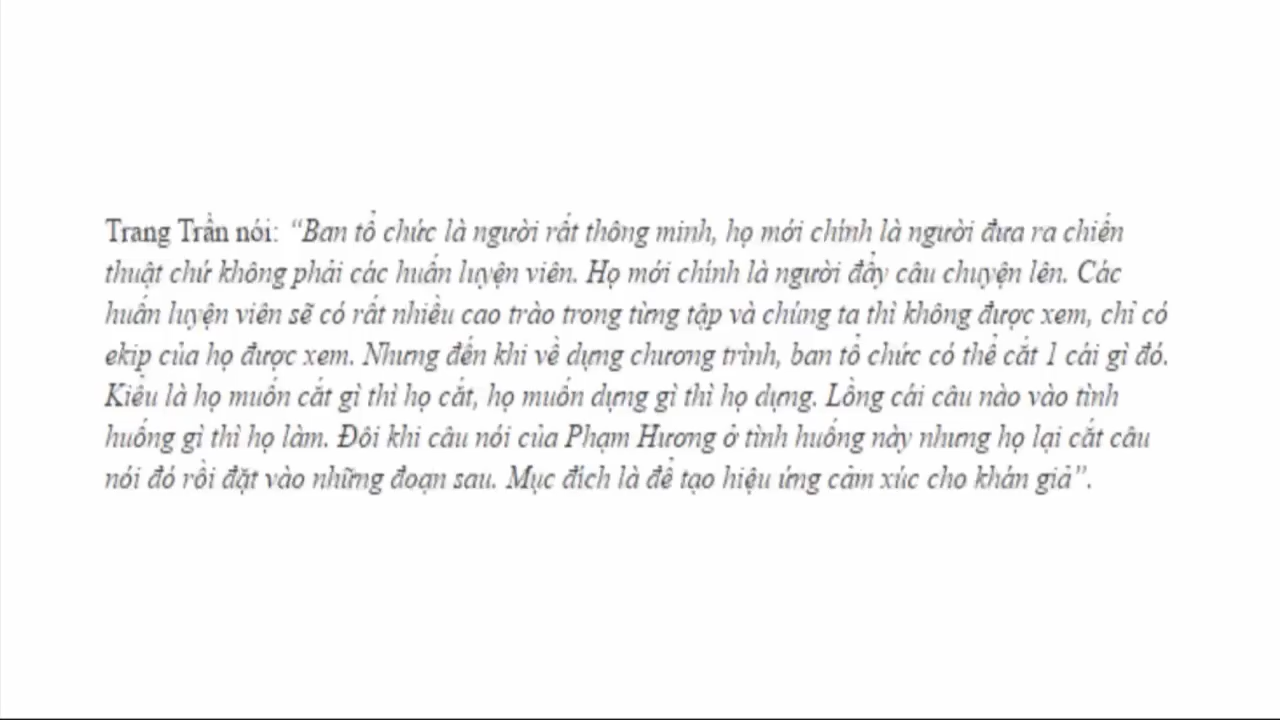 Trang Trần nói: “Ban tổ chức là người rất thông minh, họ mới chính là người đưa ra chiến
thuật chứ không phải các huấn luyện viên. Họ mới chính là người đẩy câu chuyện lên. Các
huấn luyện viên sẽ có rất nhiều cao trào trong từng tập và chúng ta thì không được xem, chỉ có
ekip của họ được xem. Nhưng đến khi về dựng chương trình, ban tổ chức có thể cắt 1 cái gì đó.
Kiểu là họ muốn cắt gì thì họ cắt, họ muốn dựng gì thì họ dựng. Lồng cái câu nào vào tình
huống gì thì họ làm. Đôi khi câu nói của Phạm Hương ở tình huống này nhưng họ lại cắt câu
nói đó rồi đặt vào những đoạn sau. Mục đích là để tạo hiệu ứng cảm xúc cho khán giả”.